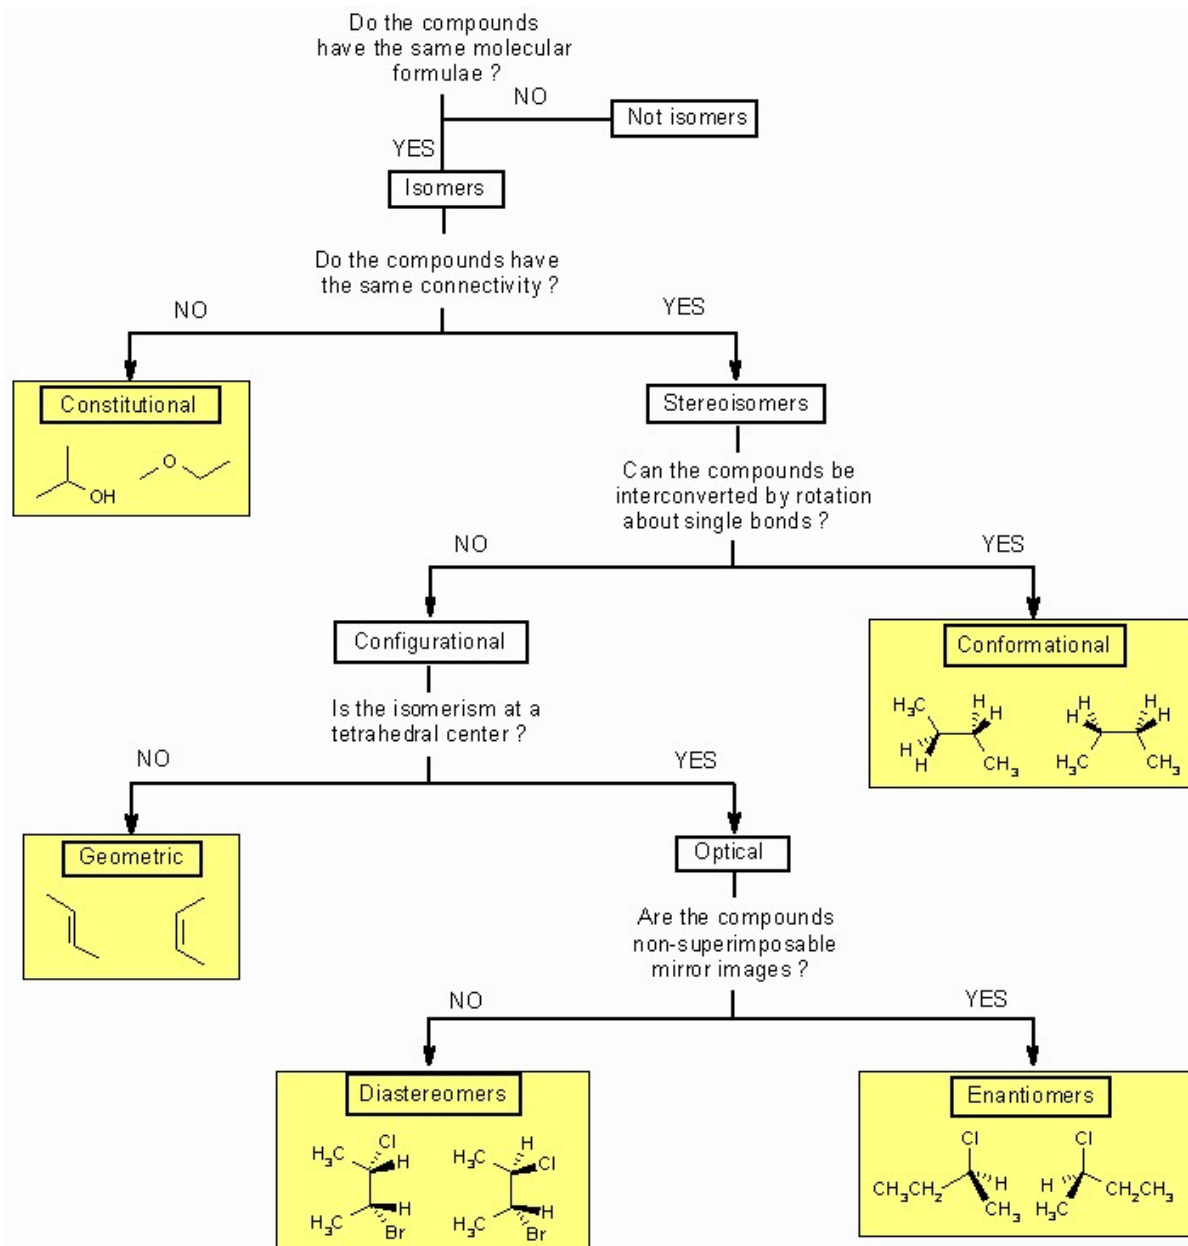 Do the compounds
have the same molecular
formulae ?
NO
Not isomers
YES
Isomers
Do the compounds have
the same connectivity ?
NO
YES
Constitutional
OH
O
Stereoisomers
Can the compounds be
interconverted by rotation
about single bonds ?
NO
YES
Configurational
Conformational
H₃C
H
H
H
H
CH₃
H
H
H
H
H₃C
CH₃
Is the isomerism at a
tetrahedral center ?
NO
YES
Geometric
Optical
Are the compounds
non-superimposable
mirror images ?
NO
YES
Diastereomers
H₃C
Cl
H
H₃C
H
Br
H₃C
H
Cl
H₃C
H
Br
Enantiomers
Cl
CH₃CH₂
H
CH₃
Cl
H
H₃C
CH₂CH₃